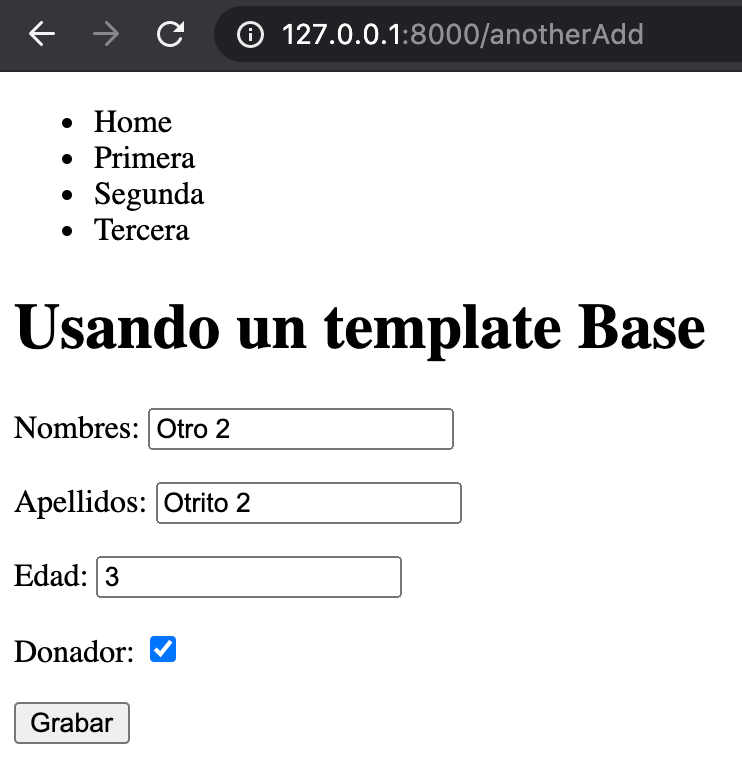 127.0.0.1:8000/anotherAdd
Home
Primera
Segunda
Tercera
Usando un template Base
Nombres: Otro 2
Apellidos: Otrito 2
Edad: 3
Donador:
Grabar